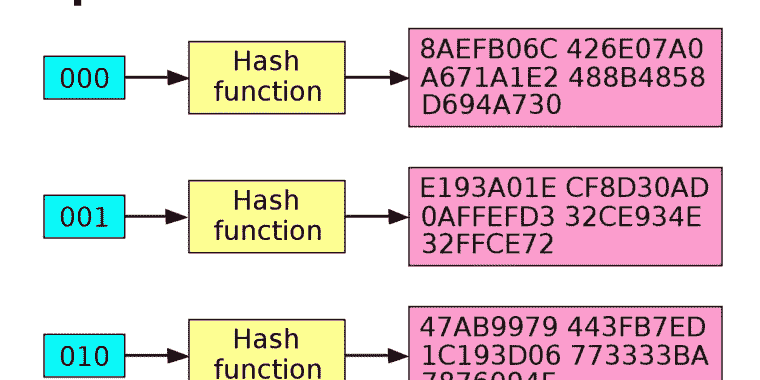 000
Hash
function
8AEFB06C 426E07A0
A671A1E2 488B4858
D694A730
001
Hash
function
E193A01E CF8D30AD
0AFFEFD3 32CE934E
32FFCE72
010
Hash
function
47AB9979 443FB7ED
1C193D06 773333BA